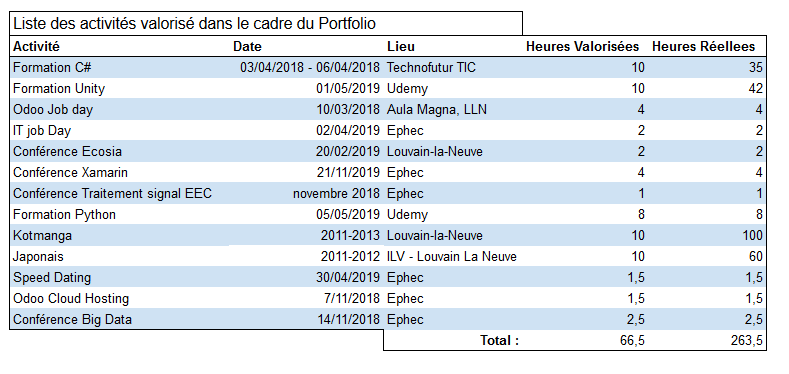 Liste des activités valorisé dans le cadre du Portfolio
Activité Date Lieu Heures Valorisées Heures Réellees
Formation C# 03/04/2018 - 06/04/2018 Technofutur TIC 10 35
Formation Unity 01/05/2019 Udemy 10 42
Odoo Job day 10/03/2018 Aula Magna, LLN 4 4
IT job Day 02/04/2019 Ephec 2 2
Conférence Ecosia 20/02/2019 Louvain-la-Neuve 2 2
Conférence Xamarin 21/11/2019 Ephec 4 4
Conférence Traitement signal EEC novembre 2018 Ephec 1 1
Formation Python 05/05/2019 Udemy 8 8
Kotmanga 2011-2013 Louvain-la-Neuve 10 100
Japonais 2011-2012 ILV - Louvain La Neuve 10 60
Speed Dating 30/04/2019 Ephec 1,5 1,5
Odoo Cloud Hosting 7/11/2018 Ephec 1,5 1,5
Conférence Big Data 14/11/2018 Ephec 2,5 2,5
Total : 66,5 263,5